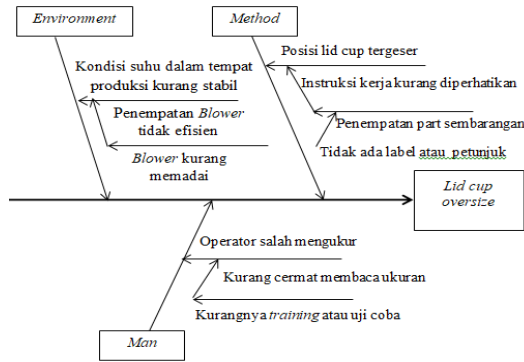 Environment
Kondisi suhu dalam tempat
produksi kurang stabil
Penempatan Blower
tidak efisien
Blower kurang
memadai
Method
Posisi lid cup tergeser
Instruksi kerja kurang diperhatikan
Penempatan part sembarangan
Tidak ada label atau petunjuk
Lid cup
oversize
Operator salah mengukur
Kurang cermat membaca ukuran
Kurangnya training atau uji coba
Man